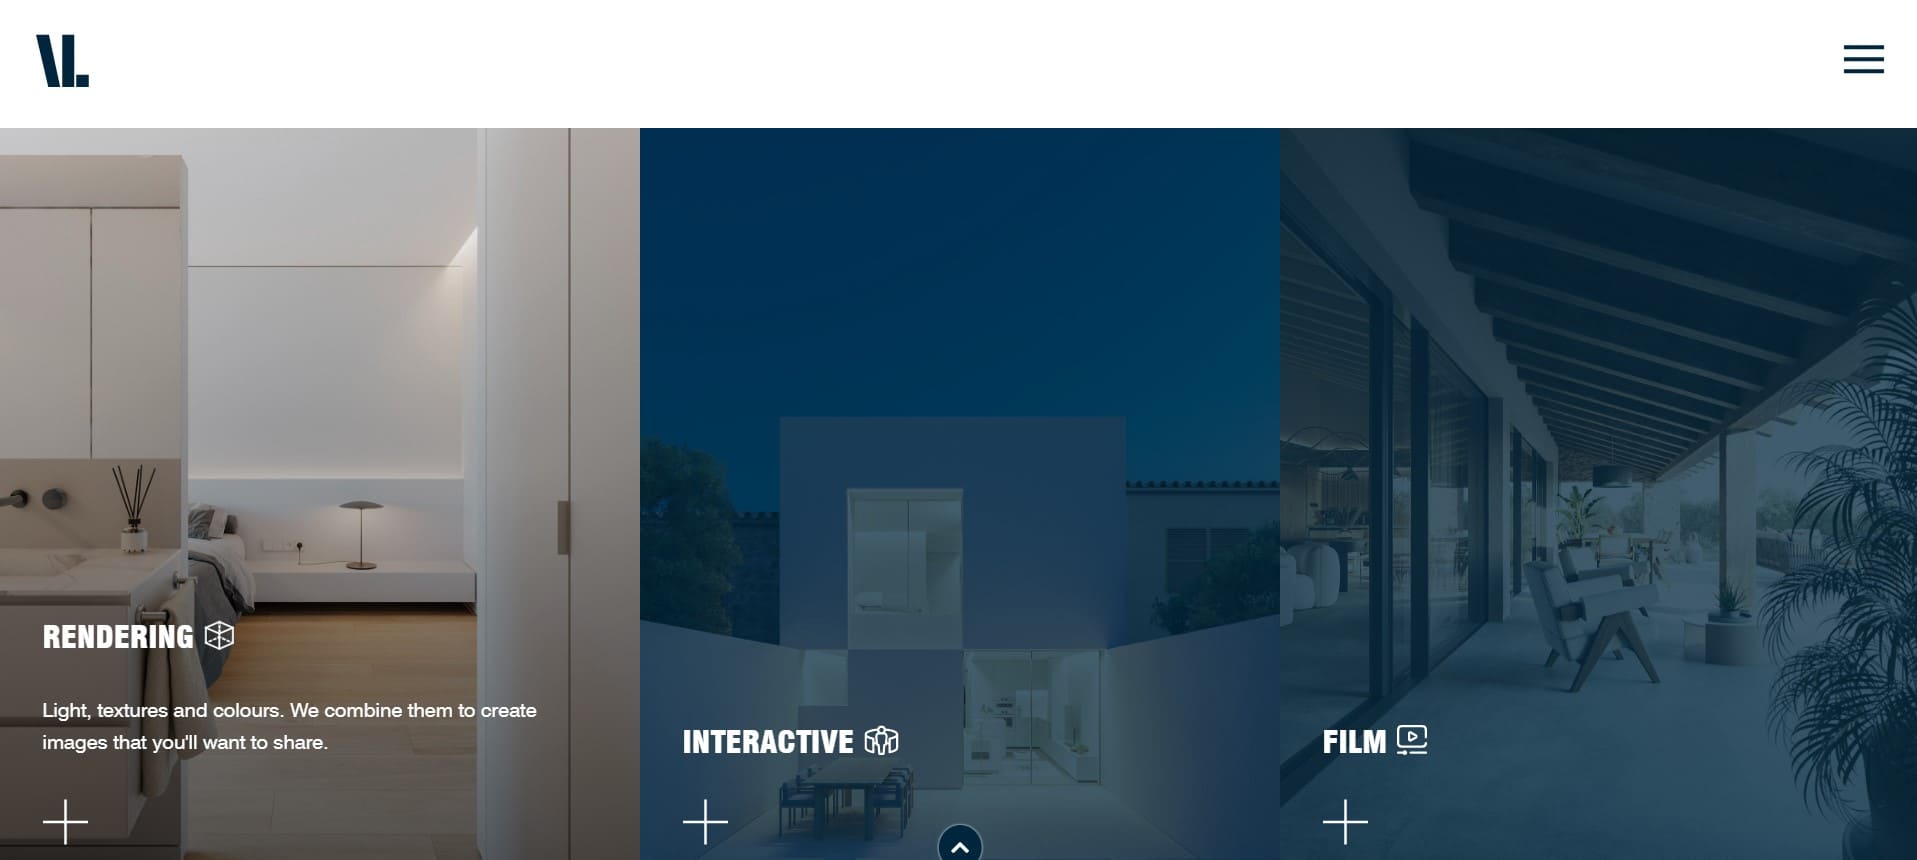 VL.
RENDERING
Light, textures and colours. We combine them to create
images that you'll want to share.
INTERACTIVE
FILM